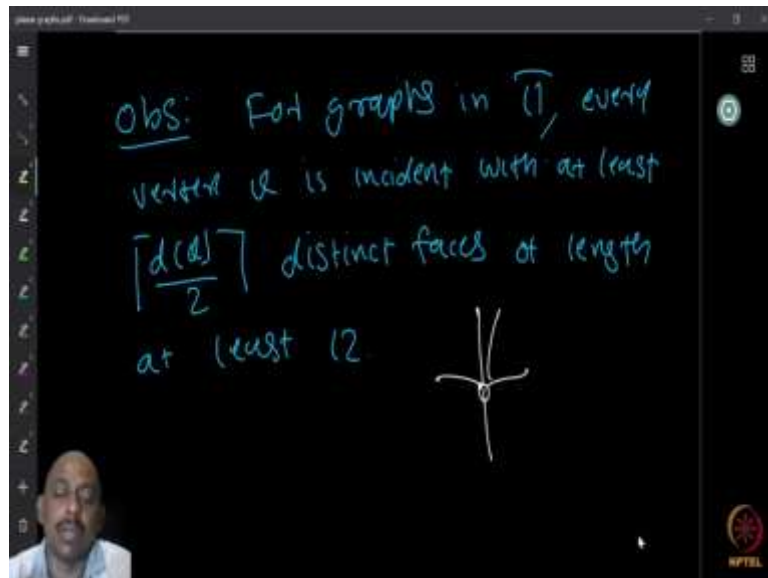 Obs: For graphs in Π, every
vertex v is incident with at least
⌈d(v)/2⌉ distinct faces of length
at least 12.
NPTEL